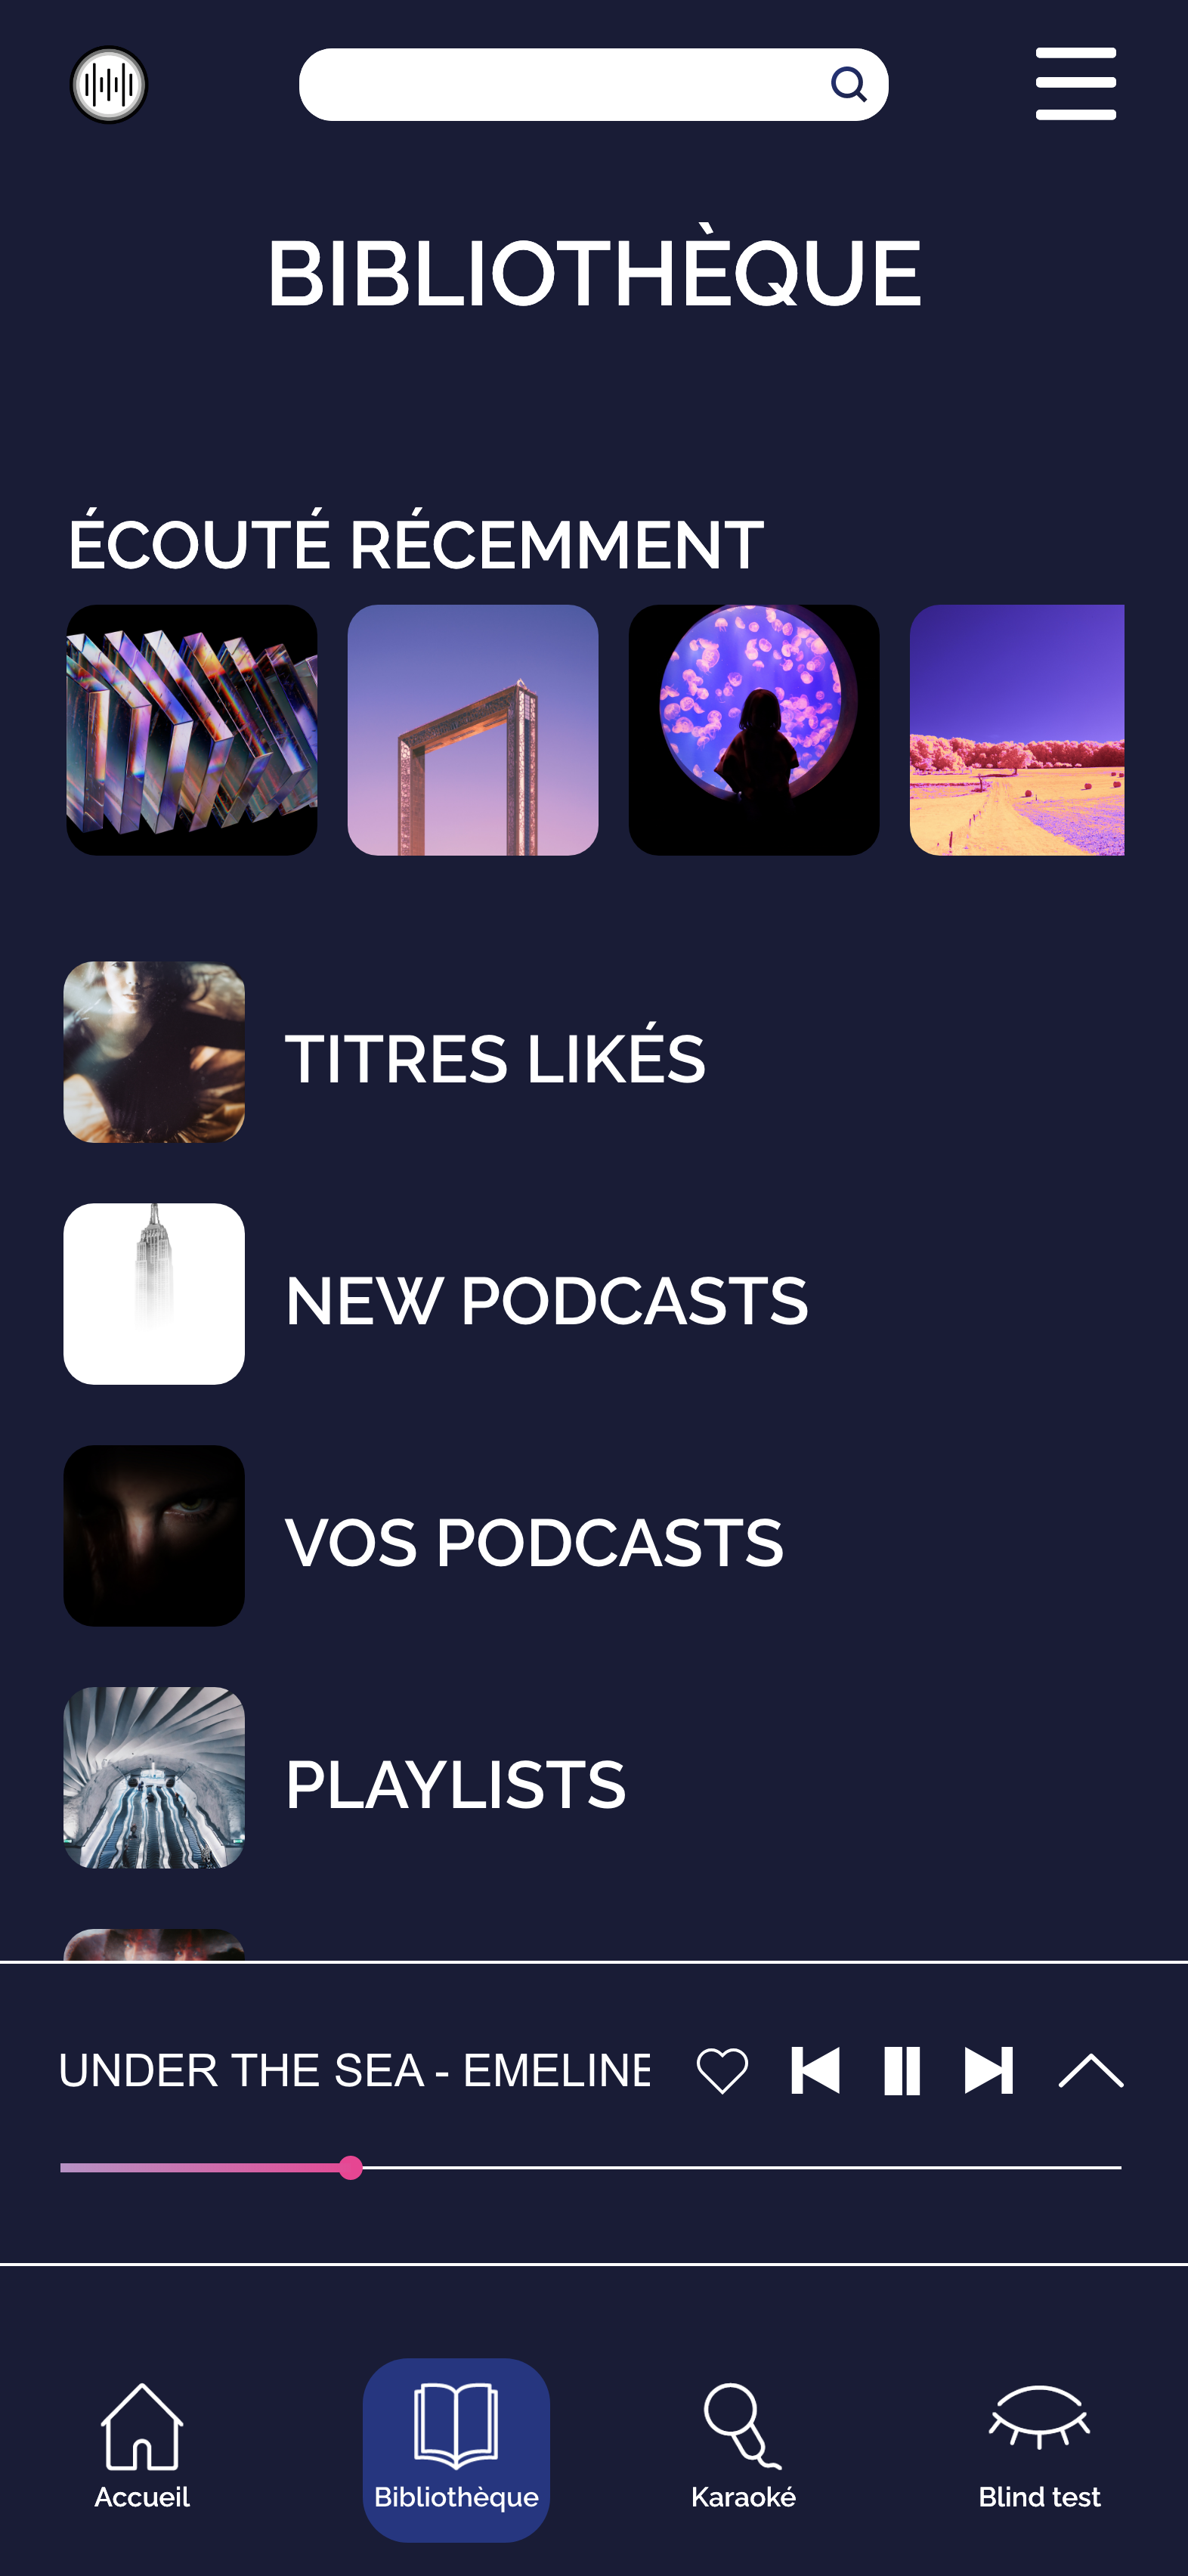 BIBLIOTHÈQUE
ÉCOUTÉ RÉCEMMENT
TITRES LIKÉS
NEW PODCASTS
VOS PODCASTS
PLAYLISTS
UNDER THE SEA - EMELINE
Accueil
Bibliothèque
Karaoké
Blind test